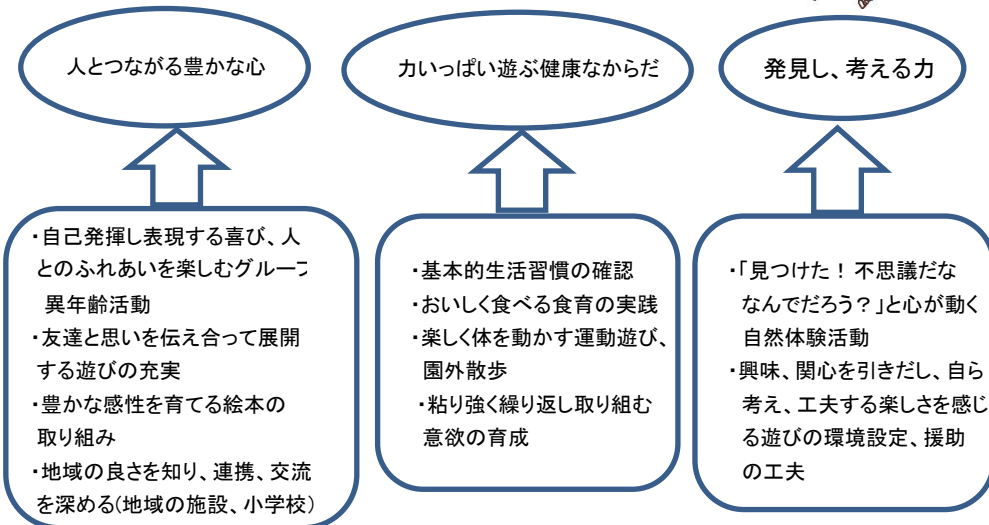 人とつながる豊かな心
力いっぱい遊ぶ健康なからだ
発見し、考える力
・自己発揮し表現する喜び、人
とのふれあいを楽しむグループ
異年齢活動
・友達と思いを伝え合って展開
する遊びの充実
・豊かな感性を育てる絵本の
取り組み
・地域の良さを知り、連携、交流
を深める(地域の施設、小学校)
・基本的生活習慣の確認
・おいしく食べる食育の実践
・楽しく体を動かす運動遊び、
園外散歩
・粘り強く繰り返し取り組む
意欲の育成
・「見つけた！不思議だな
なんでだろう？」と心が動く
自然体験活動
・興味、関心を引きだし、自ら
考え、工夫する楽しさを感じ
る遊びの環境設定、援助
の工夫